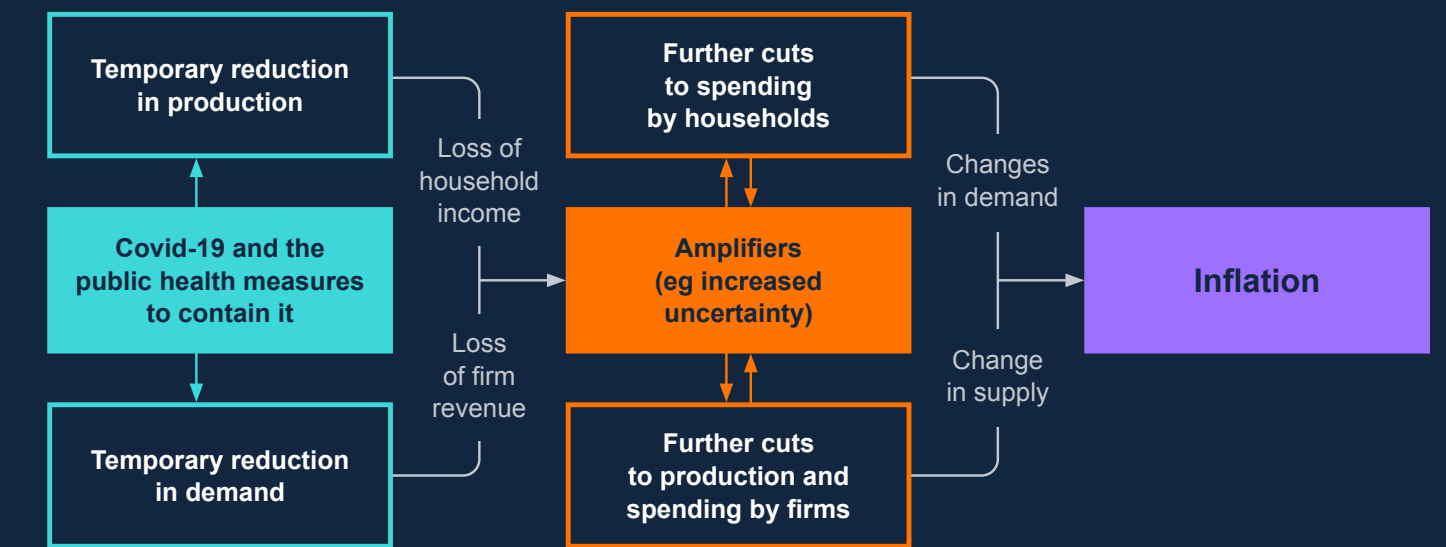 Temporary reduction
in production
Loss of
household
income
Further cuts
to spending
by households
Changes
in demand
Covid-19 and the
public health measures
to contain it
Amplifiers
(eg increased
uncertainty)
Inflation
Loss
of firm
revenue
Change
in supply
Temporary reduction
in demand
Further cuts
to production and
spending by firms